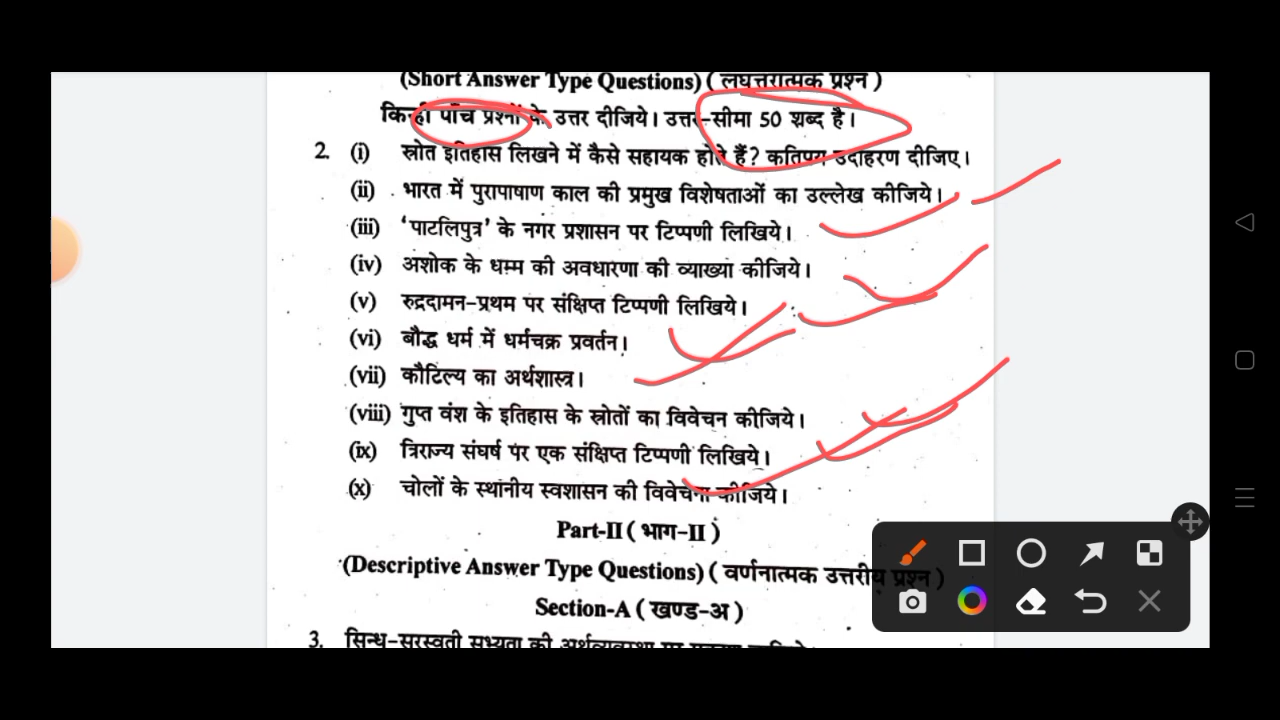 (Short Answer Type Questions) ( लघूत्तरात्मक प्रश्न )
किन्हीं पाँच प्रश्नों के उत्तर दीजिये। उत्तर-सीमा 50 शब्द है।
2. (i) स्रोत इतिहास लिखने में कैसे सहायक होते हैं? कतिपय उदाहरण दीजिए।
(ii) भारत में पुरापाषाण काल की प्रमुख विशेषताओं का उल्लेख कीजिये।
(iii) 'पाटलिपुत्र' के नगर प्रशासन पर टिप्पणी लिखिये।
(iv) अशोक के धम्म की अवधारणा की व्याख्या कीजिये।
(v) रुद्रदामन-प्रथम पर संक्षिप्त टिप्पणी लिखिये।
(vi) बौद्ध धर्म में धर्मचक्र प्रवर्तन।
(vii) कौटिल्य का अर्थशास्त्र।
(viii) गुप्त वंश के इतिहास के स्रोतों का विवेचन कीजिये।
(ix) त्रिराज्य संघर्ष पर एक संक्षिप्त टिप्पणी लिखिये।
(x) चोलों के स्थानीय स्वशासन की विवेचना कीजिये।
Part-II ( भाग-II )
(Descriptive Answer Type Questions) ( वर्णनात्मक उत्तरीय प्रश्न )
Section-A ( खण्ड-अ )
3. सिन्ध-सरस्वती सभ्यता की अर्थव्यवस्था पर